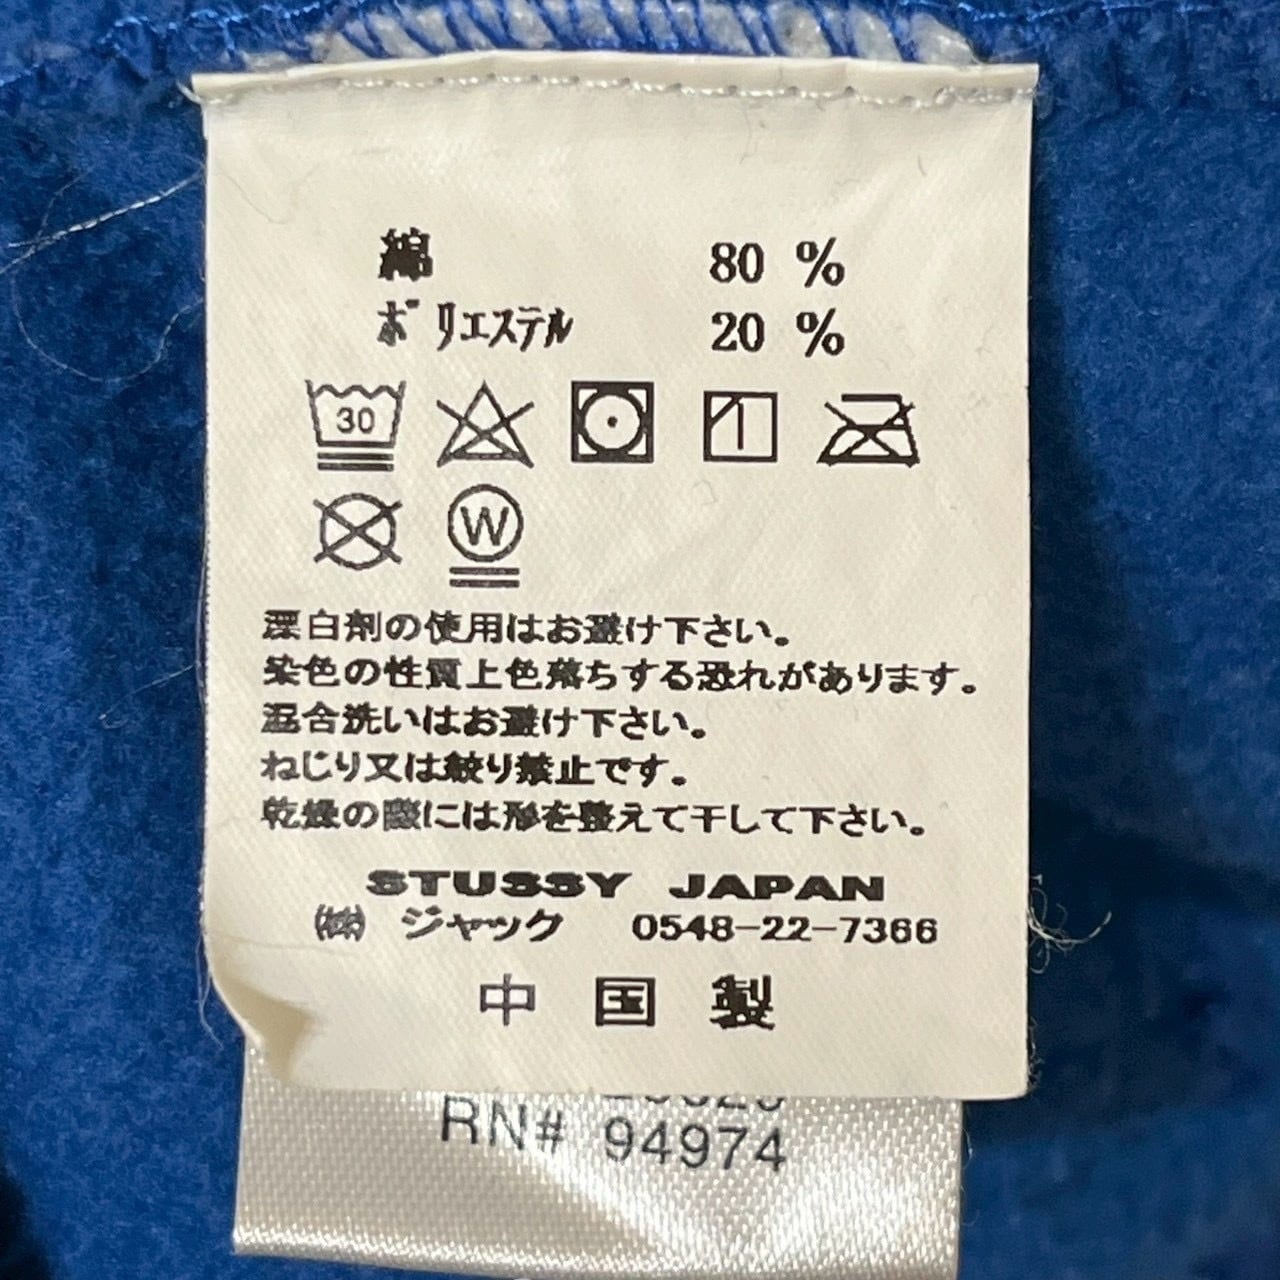 綿 80 %
ポリエステル 20 %
30
W
漂白剤の使用はお避け下さい。
染色の性質上色落ちする恐れがあります。
混合洗いはお避け下さい。
ねじり又は絞り禁止です。
乾燥の際には形を整えて干して下さい。
STUSSY JAPAN
㈱ ジャック 0548-22-7366
中国製
RN# 94974